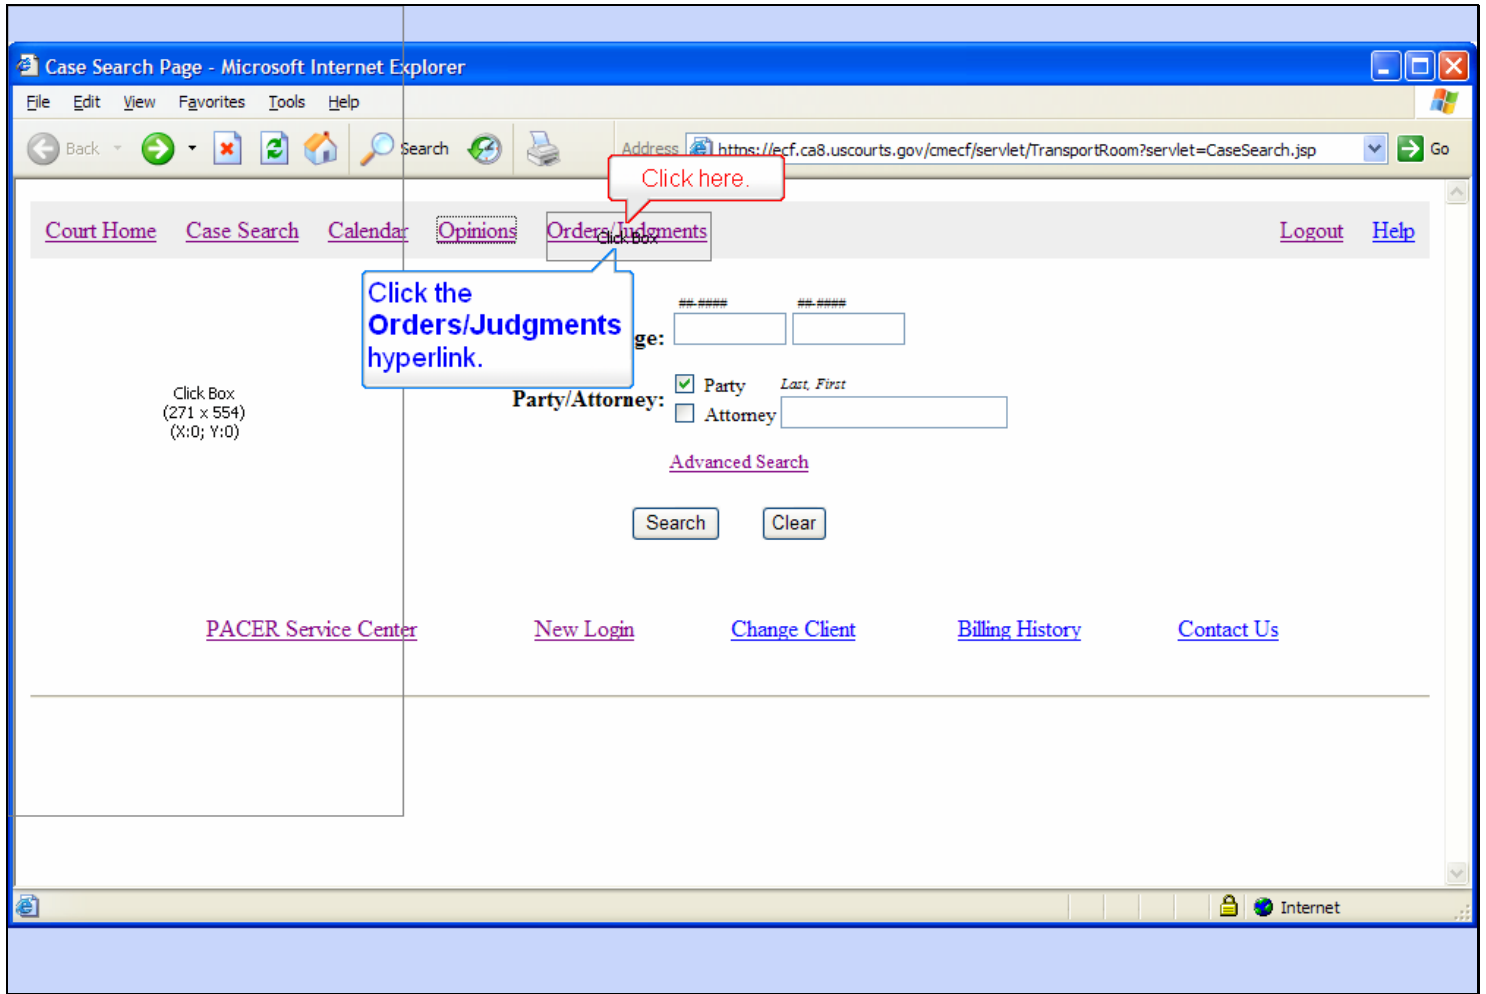 Case Search Page - Microsoft Internet Explorer
File Edit View Favorites Tools Help
Back Search Address https://ecf.ca8.uscourts.gov/cmecf/servlet/TransportRoom?servlet=CaseSearch.jsp Go
Click here.
Court Home Case Search Calendar Opinions Orders/Judgments Logout Help
Click Box
Click the
Orders/Judgments
hyperlink.
##-#### ##-####
ge:
Party/Attorney: Party Last, First
Attorney
Click Box
(271 x 554)
(X:0; Y:0)
Advanced Search
Search Clear
PACER Service Center New Login Change Client Billing History Contact Us
Internet